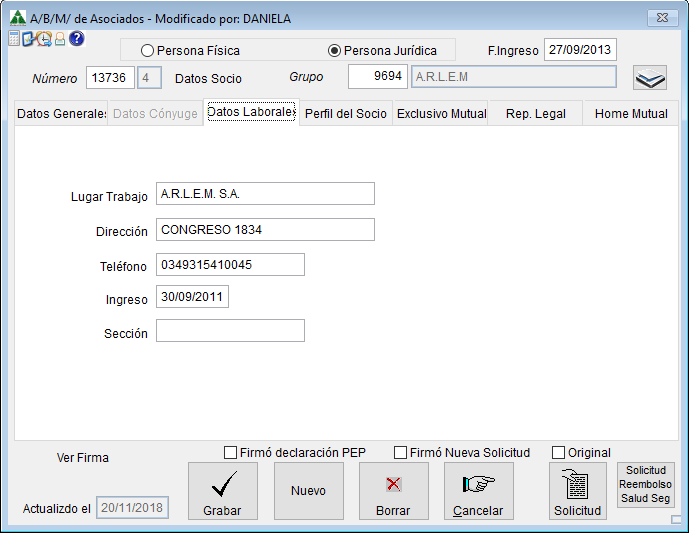 A/B/M/ de Asociados - Modificado por: DANIELA
Persona Física Persona Jurídica F.Ingreso 27/09/2013
Número 13736 4 Datos Socio Grupo 9694 A.R.L.E.M
Datos Generales Datos Cónyuge Datos Laborales Perfil del Socio Exclusivo Mutual Rep. Legal Home Mutual
Lugar Trabajo A.R.L.E.M. S.A.
Dirección CONGRESO 1834
Teléfono 0349315410045
Ingreso 30/09/2011
Sección
Ver Firma Firmó declaración PEP Firmó Nueva Solicitud Original
Actualizdo el 20/11/2018 Grabar Nuevo Borrar Cancelar Solicitud
Solicitud
Reembolso
Salud Seg